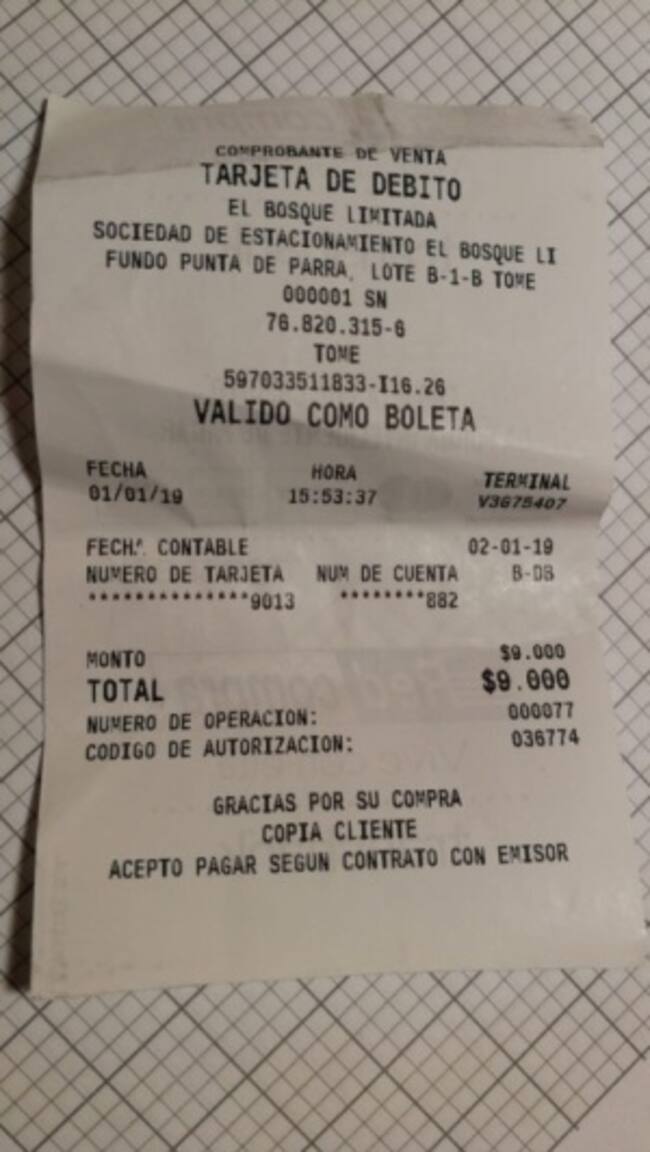 COMPROBANTE DE VENTA
TARJETA DE DEBITO
EL BOSQUE LIMITADA
SOCIEDAD DE ESTACIONAMIENTO EL BOSQUE LI
FUNDO PUNTA DE PARRA, LOTE B-1-B TOME
000001 SN
76.820.315-6
TOME
597033511833-I16.26
VALIDO COMO BOLETA
FECHA HORA TERMINAL
01/01/19 15:53:37 V3675407
FECHA CONTABLE 02-01-19
NUMERO DE TARJETA NUM DE CUENTA B-DB
***************9013 ********882
MONTO $9.000
TOTAL $9.000
NUMERO DE OPERACION: 000077
CODIGO DE AUTORIZACION: 036774
GRACIAS POR SU COMPRA
COPIA CLIENTE
ACEPTO PAGAR SEGUN CONTRATO CON EMISOR